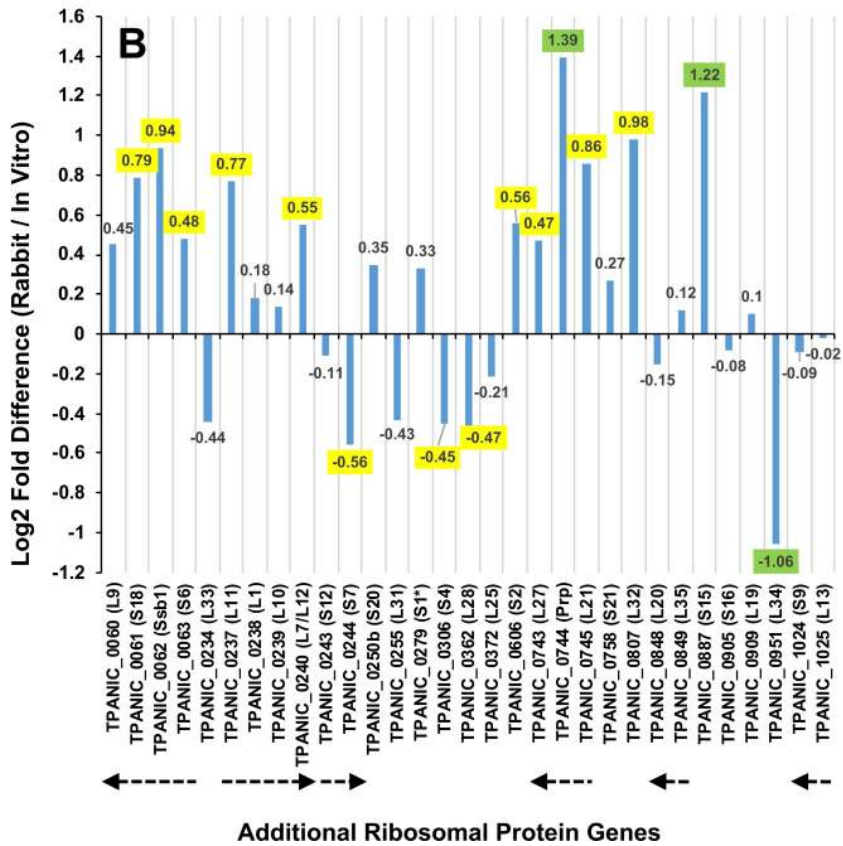 B
Log2 Fold Difference (Rabbit / In Vitro)
1.6
1.4
1.2
1
0.8
0.6
0.4
0.2
0
-0.2
-0.4
-0.6
-0.8
-1
-1.2
0.45
0.79
0.94
0.48
-0.44
0.77
0.18
0.14
0.55
-0.11
-0.56
0.35
-0.43
0.33
-0.45
-0.47
-0.21
0.56
0.47
1.39
0.86
0.27
0.98
-0.15
0.12
1.22
-0.08
0.1
-1.06
-0.09
-0.02
TPANIC_0060 (L9)
TPANIC_0061 (S18)
TPANIC_0062 (Ssb1)
TPANIC_0063 (S6)
TPANIC_0234 (L33)
TPANIC_0237 (L11)
TPANIC_0238 (L1)
TPANIC_0239 (L10)
TPANIC_0240 (L7/L12)
TPANIC_0243 (S12)
TPANIC_0244 (S7)
TPANIC_0250b (S20)
TPANIC_0255 (L31)
TPANIC_0279 (S1*)
TPANIC_0306 (S4)
TPANIC_0362 (L28)
TPANIC_0372 (L25)
TPANIC_0606 (S2)
TPANIC_0743 (L27)
TPANIC_0744 (Prp)
TPANIC_0745 (L21)
TPANIC_0758 (S21)
TPANIC_0807 (L32)
TPANIC_0848 (L20)
TPANIC_0849 (L35)
TPANIC_0887 (S15)
TPANIC_0905 (S16)
TPANIC_0909 (L19)
TPANIC_0951 (L34)
TPANIC_1024 (S9)
TPANIC_1025 (L13)
Additional Ribosomal Protein Genes